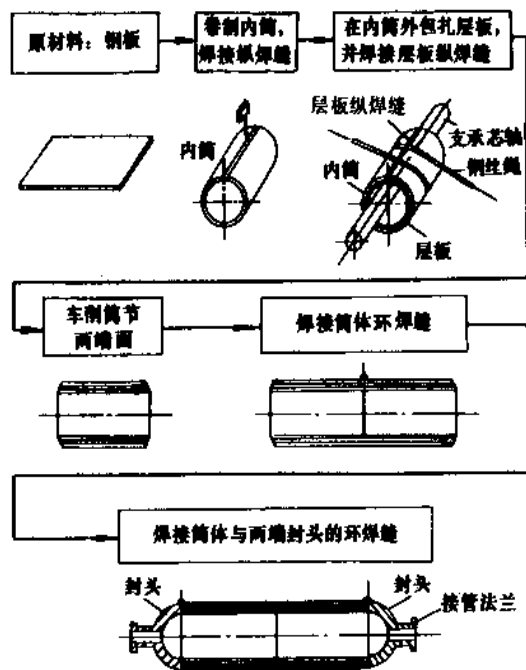 原材料：钢板
卷制内筒，
焊接纵焊缝
在内筒外包扎层板，
并焊接层板纵焊缝
层板纵焊缝
支承芯轴
内筒
钢丝绳
内筒
层板
车削筒节
两端面
焊接筒体环焊缝
焊接筒体与两端封头的环焊缝
封头
封头
接管法兰